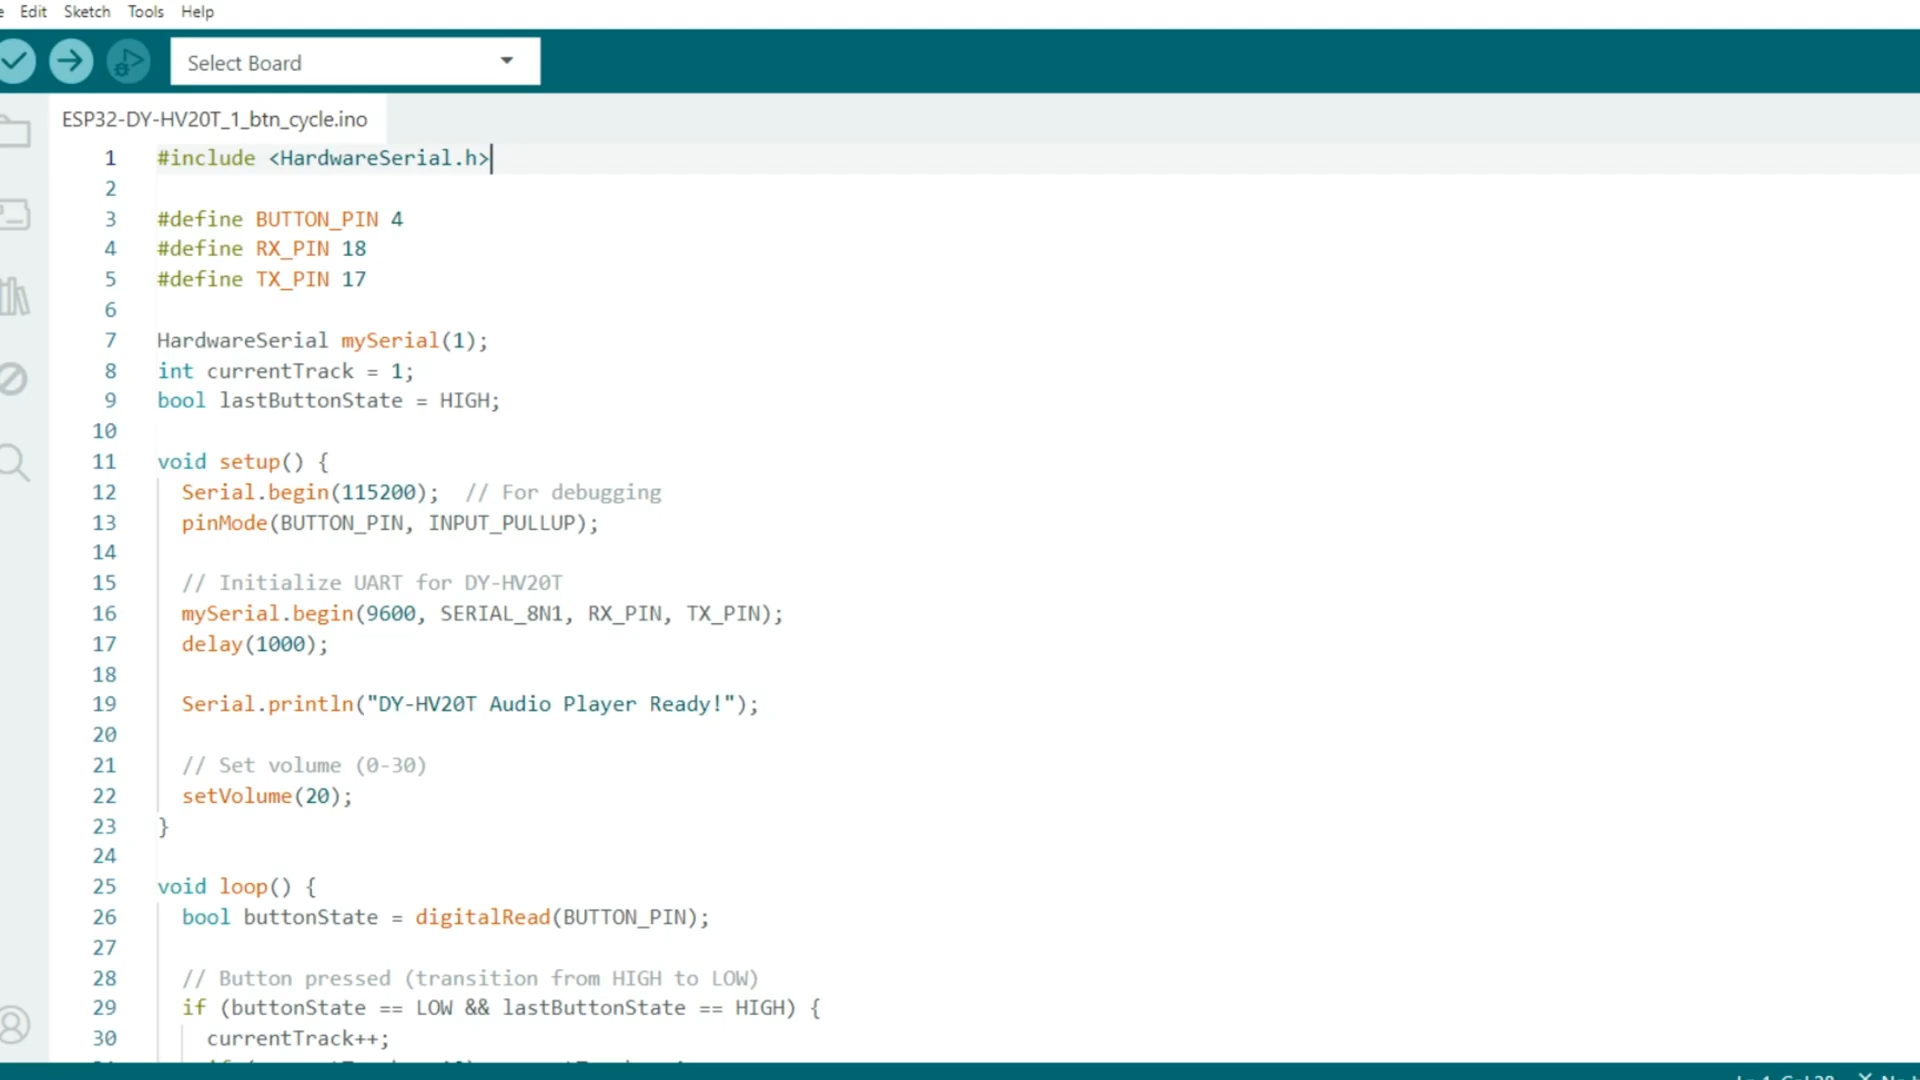 Edit Sketch Tools Help
Select Board
ESP32-DY-HV20T_1_btn_cycle.ino
1 #include <HardwareSerial.h>
2
3 #define BUTTON_PIN 4
4 #define RX_PIN 18
5 #define TX_PIN 17
6
7 HardwareSerial mySerial(1);
8 int currentTrack = 1;
9 bool lastButtonState = HIGH;
10
11 void setup() {
12 Serial.begin(115200); // For debugging
13 pinMode(BUTTON_PIN, INPUT_PULLUP);
14
15 // Initialize UART for DY-HV20T
16 mySerial.begin(9600, SERIAL_8N1, RX_PIN, TX_PIN);
17 delay(1000);
18
19 Serial.println("DY-HV20T Audio Player Ready!");
20
21 // Set volume (0-30)
22 setVolume(20);
23 }
24
25 void loop() {
26 bool buttonState = digitalRead(BUTTON_PIN);
27
28 // Button pressed (transition from HIGH to LOW)
29 if (buttonState == LOW && lastButtonState == HIGH) {
30 currentTrack++;